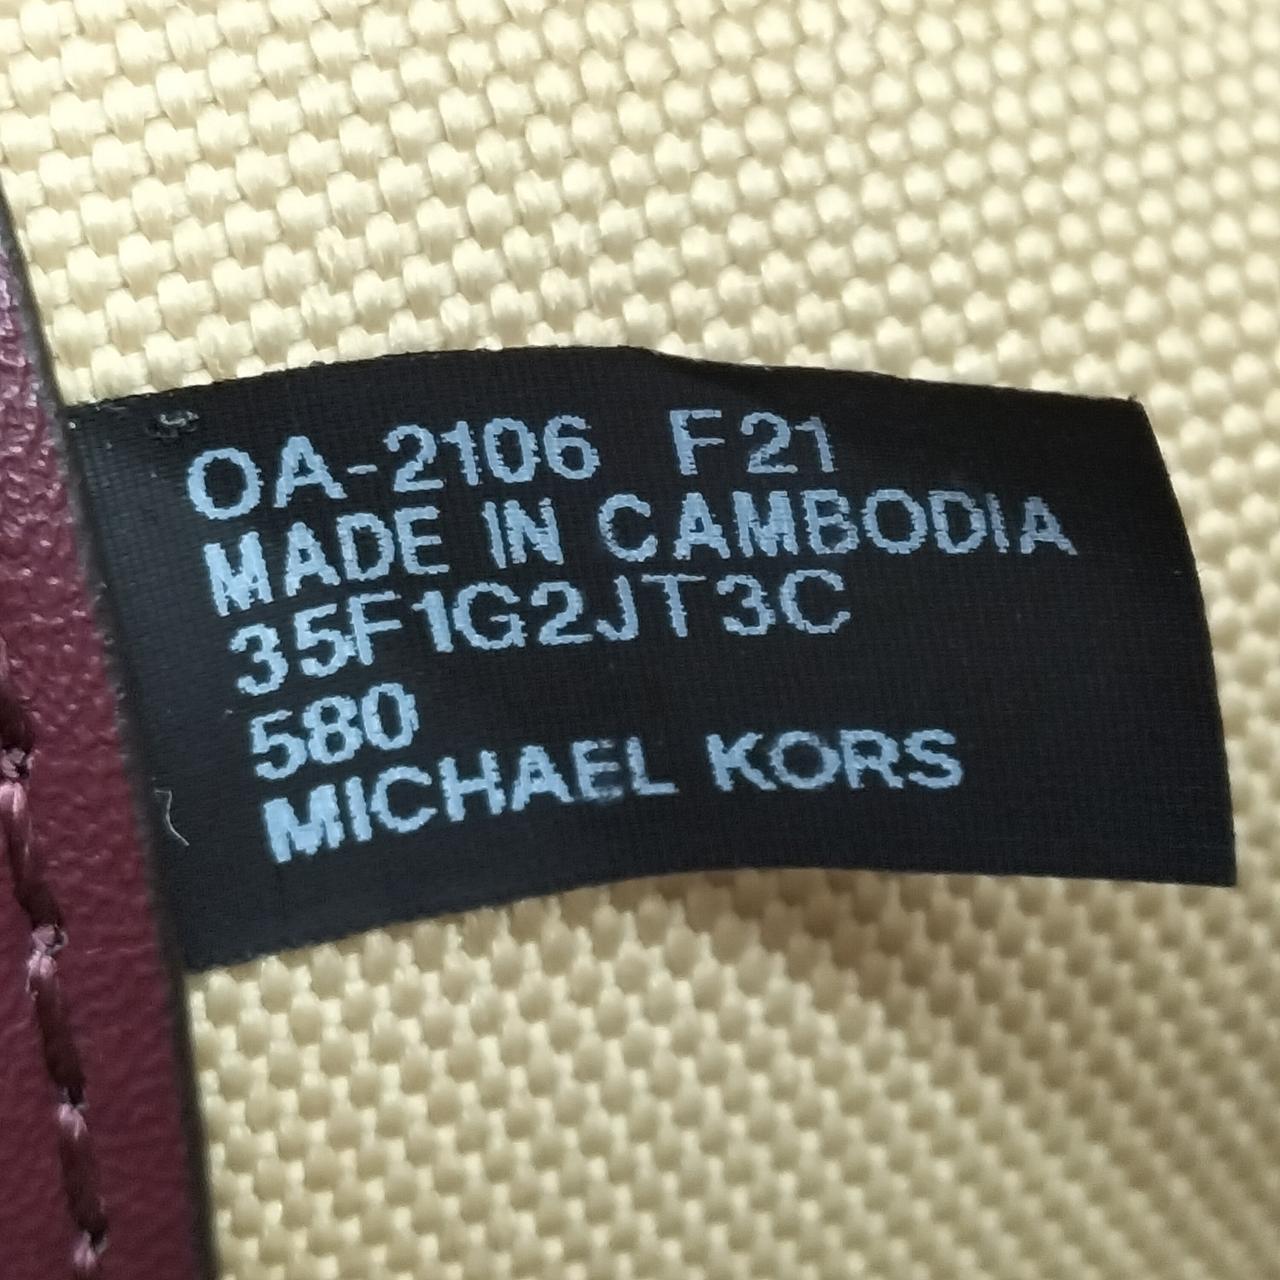 OA-2106 F21
MADE IN CAMBODIA
35F1G2JT3C
580
MICHAEL KORS